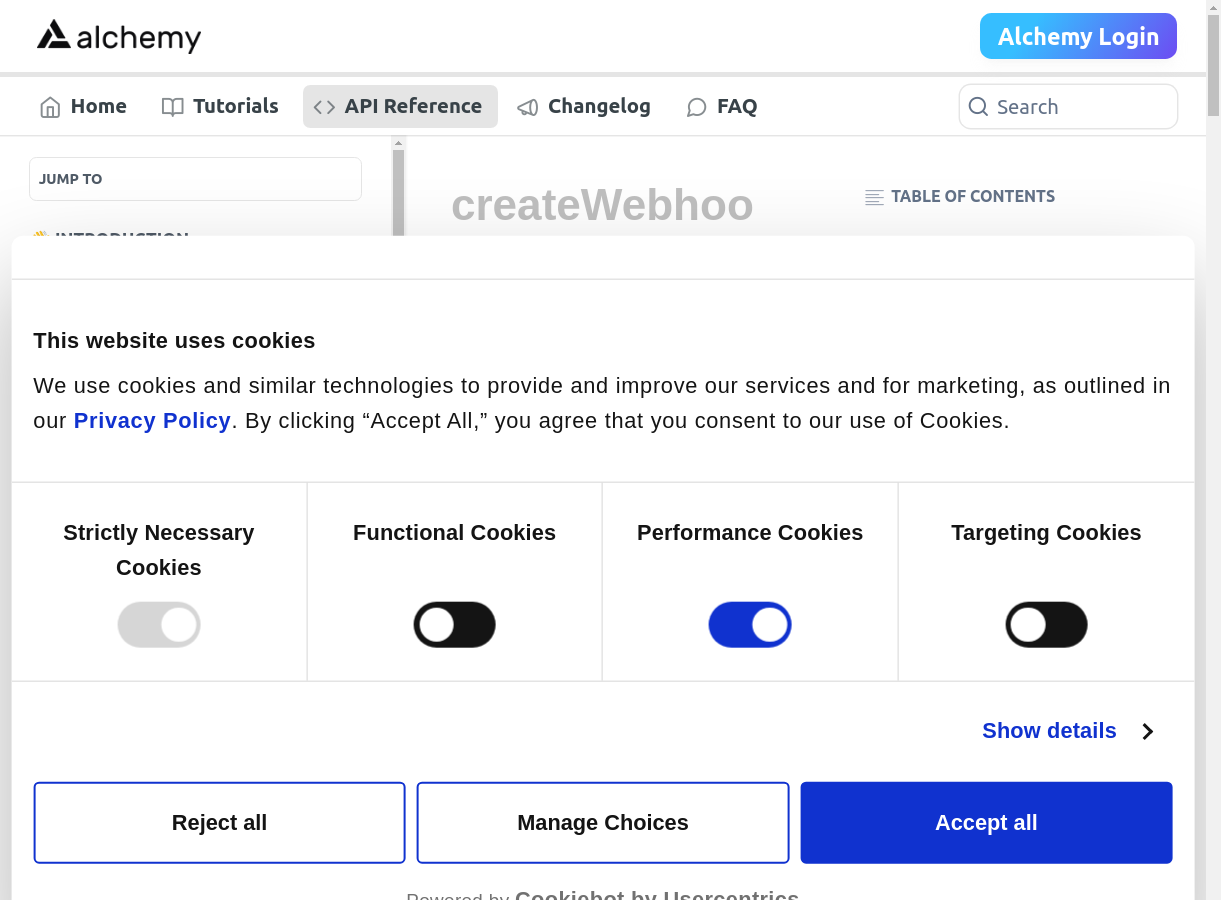 alchemy
Alchemy Login
Home
Tutorials
API Reference
Changelog
FAQ
Search
JUMP TO
createWebhoo
TABLE OF CONTENTS
INTRODUCTION
This website uses cookies
We use cookies and similar technologies to provide and improve our services and for marketing, as outlined in
our Privacy Policy. By clicking “Accept All,” you agree that you consent to our use of Cookies.
Strictly Necessary
Cookies
Functional Cookies
Performance Cookies
Targeting Cookies
Show details
Reject all
Manage Choices
Accept all
Powered by Cookiebot by Usercentrics